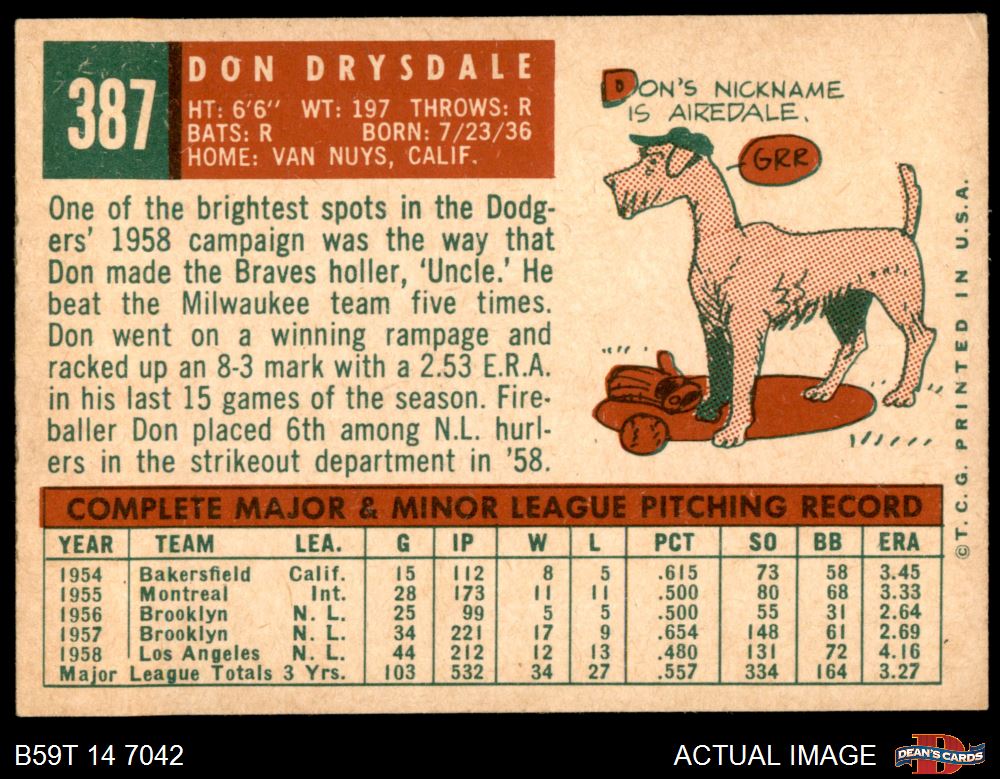 387
DON DRYSDALE
HT: 6'6" WT: 197 THROWS: R
BATS: R BORN: 7/23/36
HOME: VAN NUYS, CALIF.
DON'S NICKNAME
IS AIREDALE.
GRR
One of the brightest spots in the Dodg-
ers' 1958 campaign was the way that
Don made the Braves holler, 'Uncle.' He
beat the Milwaukee team five times.
Don went on a winning rampage and
racked up an 8-3 mark with a 2.53 E.R.A.
in his last 15 games of the season. Fire-
baller Don placed 6th among N.L. hurl-
ers in the strikeout department in '58.
© T.C.G. PRINTED IN U.S.A.
COMPLETE MAJOR & MINOR LEAGUE PITCHING RECORD
YEAR TEAM LEA. G IP W L PCT SO BB ERA
1954 Bakersfield Calif. 15 112 8 5 .615 73 58 3.45
1955 Montreal Int. 28 173 11 11 .500 80 68 3.33
1956 Brooklyn N. L. 25 99 5 5 .500 55 31 2.64
1957 Brooklyn N. L. 34 221 17 9 .654 148 61 2.69
1958 Los Angeles N. L. 44 212 12 13 .480 131 72 4.16
Major League Totals 3 Yrs. 103 532 34 27 .557 334 164 3.27
B59T 14 7042
ACTUAL IMAGE
DEAN'S CARDS